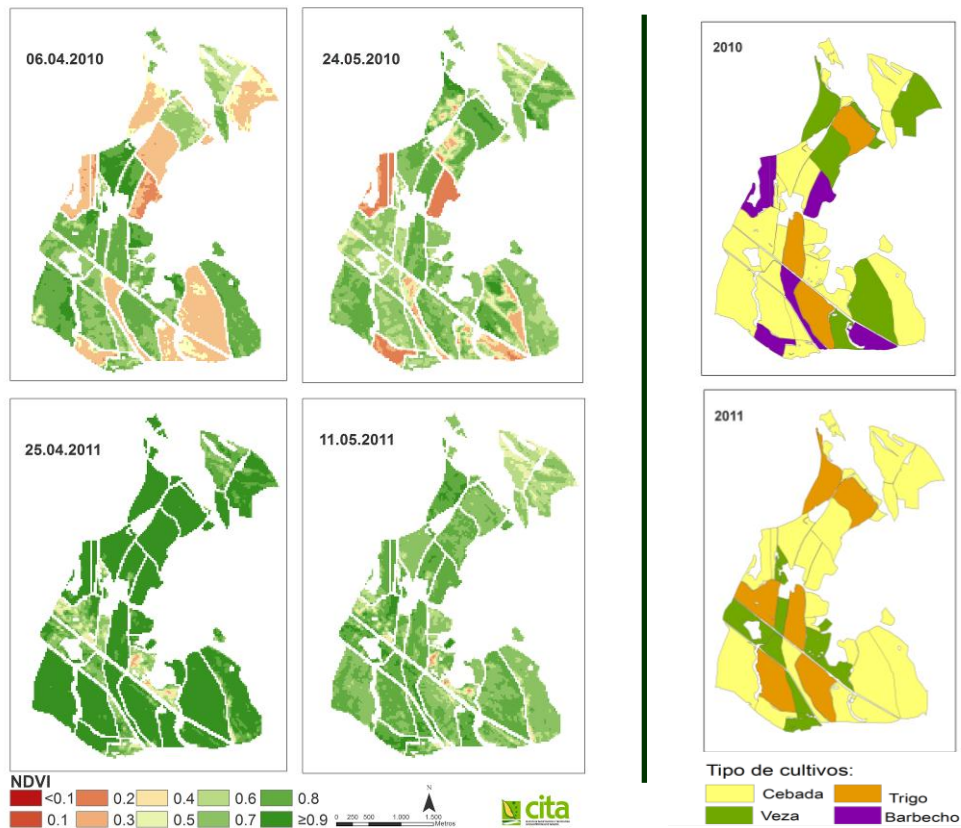 06.04.2010
24.05.2010
2010
25.04.2011
11.05.2011
2011
NDVI
<0.1 0.2 0.4 0.6 0.8
0.1 0.3 0.5 0.7 ≥0.9
N
0 250 500 1.000 1.500
Metros
cita
Tipo de cultivos:
Cebada Trigo
Veza Barbecho